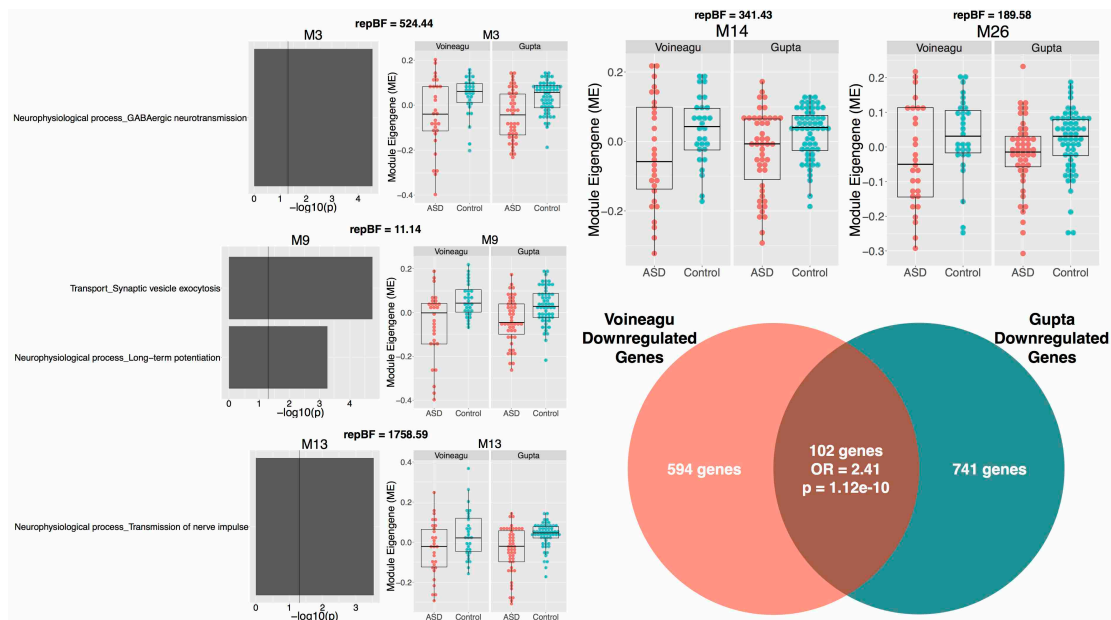 repBF = 524.44
M3
M3
Voineagu
Gupta
Neurophysiological process_GABAergic neurotransmission
Module Eigengene (ME)
0.2
0.0
−0.2
−0.4
0
1
2
3
4
−log10(p)
ASD
Control
ASD
Control
repBF = 11.14
M9
M9
Voineagu
Gupta
Transport_Synaptic vesicle exocytosis
Neurophysiological process_Long−term potentiation
Module Eigengene (ME)
0.2
0.0
−0.2
−0.4
0
1
2
3
4
−log10(p)
ASD
Control
ASD
Control
repBF = 1758.59
M13
M13
Voineagu
Gupta
Neurophysiological process_Transmission of nerve impulse
Module Eigengene (ME)
0.4
0.2
0.0
−0.2
0
1
2
3
−log10(p)
ASD
Control
ASD
Control
repBF = 341.43
M14
Voineagu
Gupta
Module Eigengene (ME)
0.2
0.0
−0.2
ASD
Control
ASD
Control
repBF = 189.58
M26
Voineagu
Gupta
Module Eigengene (ME)
0.2
0.1
0.0
−0.1
−0.2
−0.3
ASD
Control
ASD
Control
Voineagu
Downregulated
Genes
Gupta
Downregulated
Genes
594 genes
102 genes
OR = 2.41
p = 1.12e-10
741 genes